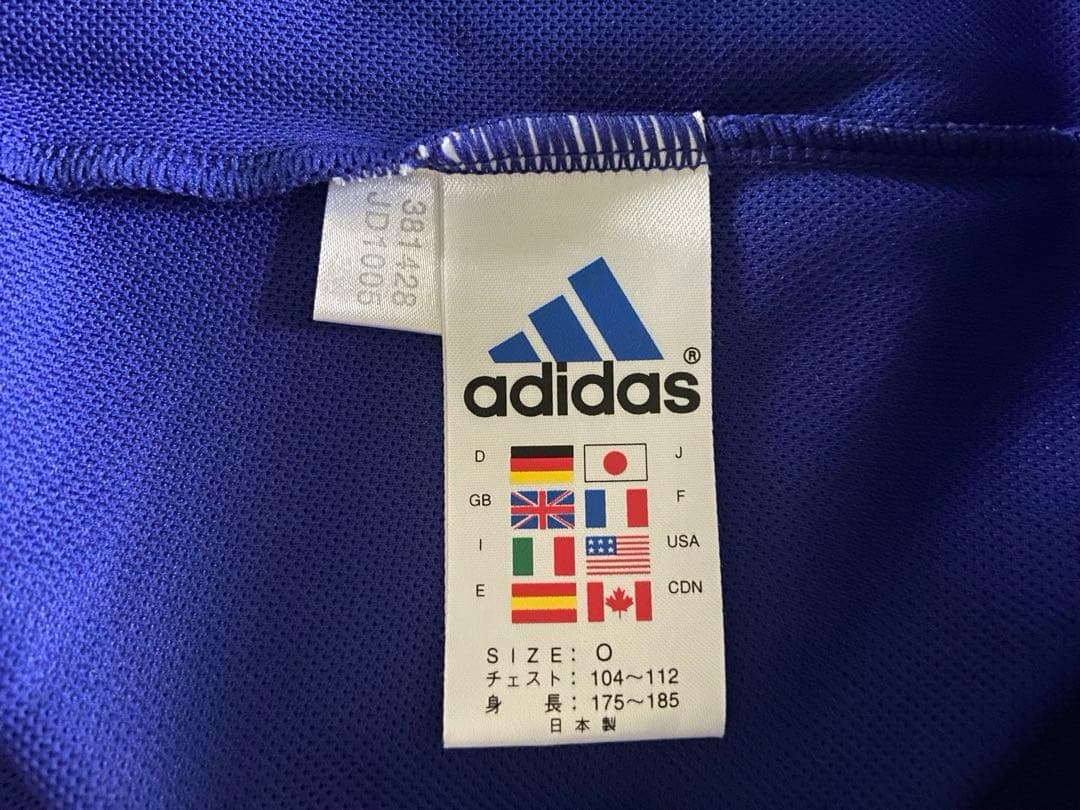 381428
JD1005
adidas®
D J
GB F
I USA
E CDN
SIZE: O
チェスト: 104〜112
身 長: 175〜185
日本製